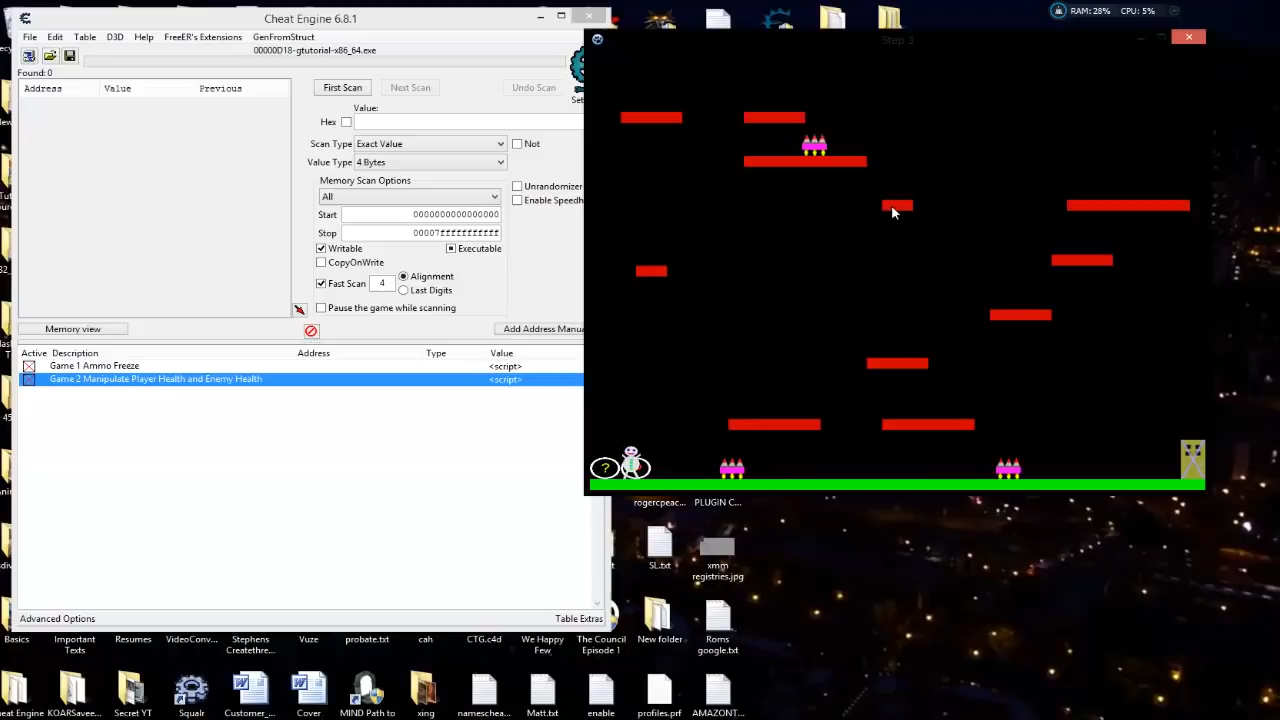 Cheat Engine 6.8.1
RAM: 28% CPU: 5%
File Edit Table D3D Help FreeER's Extensions GenFromStruct
00000D18-gtutorial-x86_64.exe
Step 3
Found: 0
Address Value Previous
First Scan Next Scan Undo Scan
Value:
Hex
Scan Type Exact Value Not
Value Type 4 Bytes
Memory Scan Options
All
Unrandomizer
Enable Speedh
Start 0000000000000000
Stop 00007fffffffffff
Writable Executable
CopyOnWrite
Fast Scan 4 Alignment
Last Digits
Pause the game while scanning
Memory view Add Address Manua
Active Description Address Type Value
Game 1 Ammo Freeze <script>
Game 2 Manipulate Player Health and Enemy Health <script>
?
rogercpeac... PLUGIN C...
SL.txt xmm registries.jpg
Advanced Options Table Extras
Basics Important Texts Resumes VideoConv... Stephens Createthre... Vuze probate.txt cah CTG.c4d We Happy Few The Council Episode 1 New folder Roms google.txt
eat Engine KOARSavee... Secret YT Squalr Customer_... Cover MIND Path to xing nameschea... Matt.txt enable profiles.prf AMAZONT...